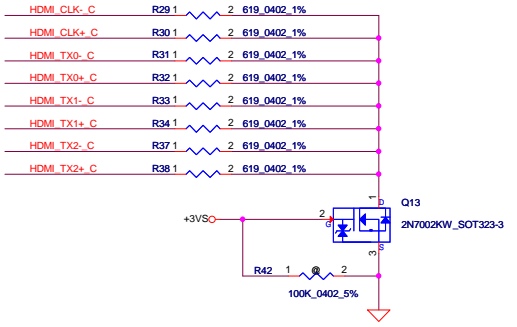 HDMI_CLK-_C R29 1 2 619_0402_1%
HDMI_CLK+_C R30 1 2 619_0402_1%
HDMI_TX0-_C R31 1 2 619_0402_1%
HDMI_TX0+_C R32 1 2 619_0402_1%
HDMI_TX1-_C R33 1 2 619_0402_1%
HDMI_TX1+_C R34 1 2 619_0402_1%
HDMI_TX2-_C R37 1 2 619_0402_1%
HDMI_TX2+_C R38 1 2 619_0402_1%
1 D Q13
+3VS 2 G 2N7002KW_SOT323-3
3 S
R42 1 @ 2
100K_0402_5%